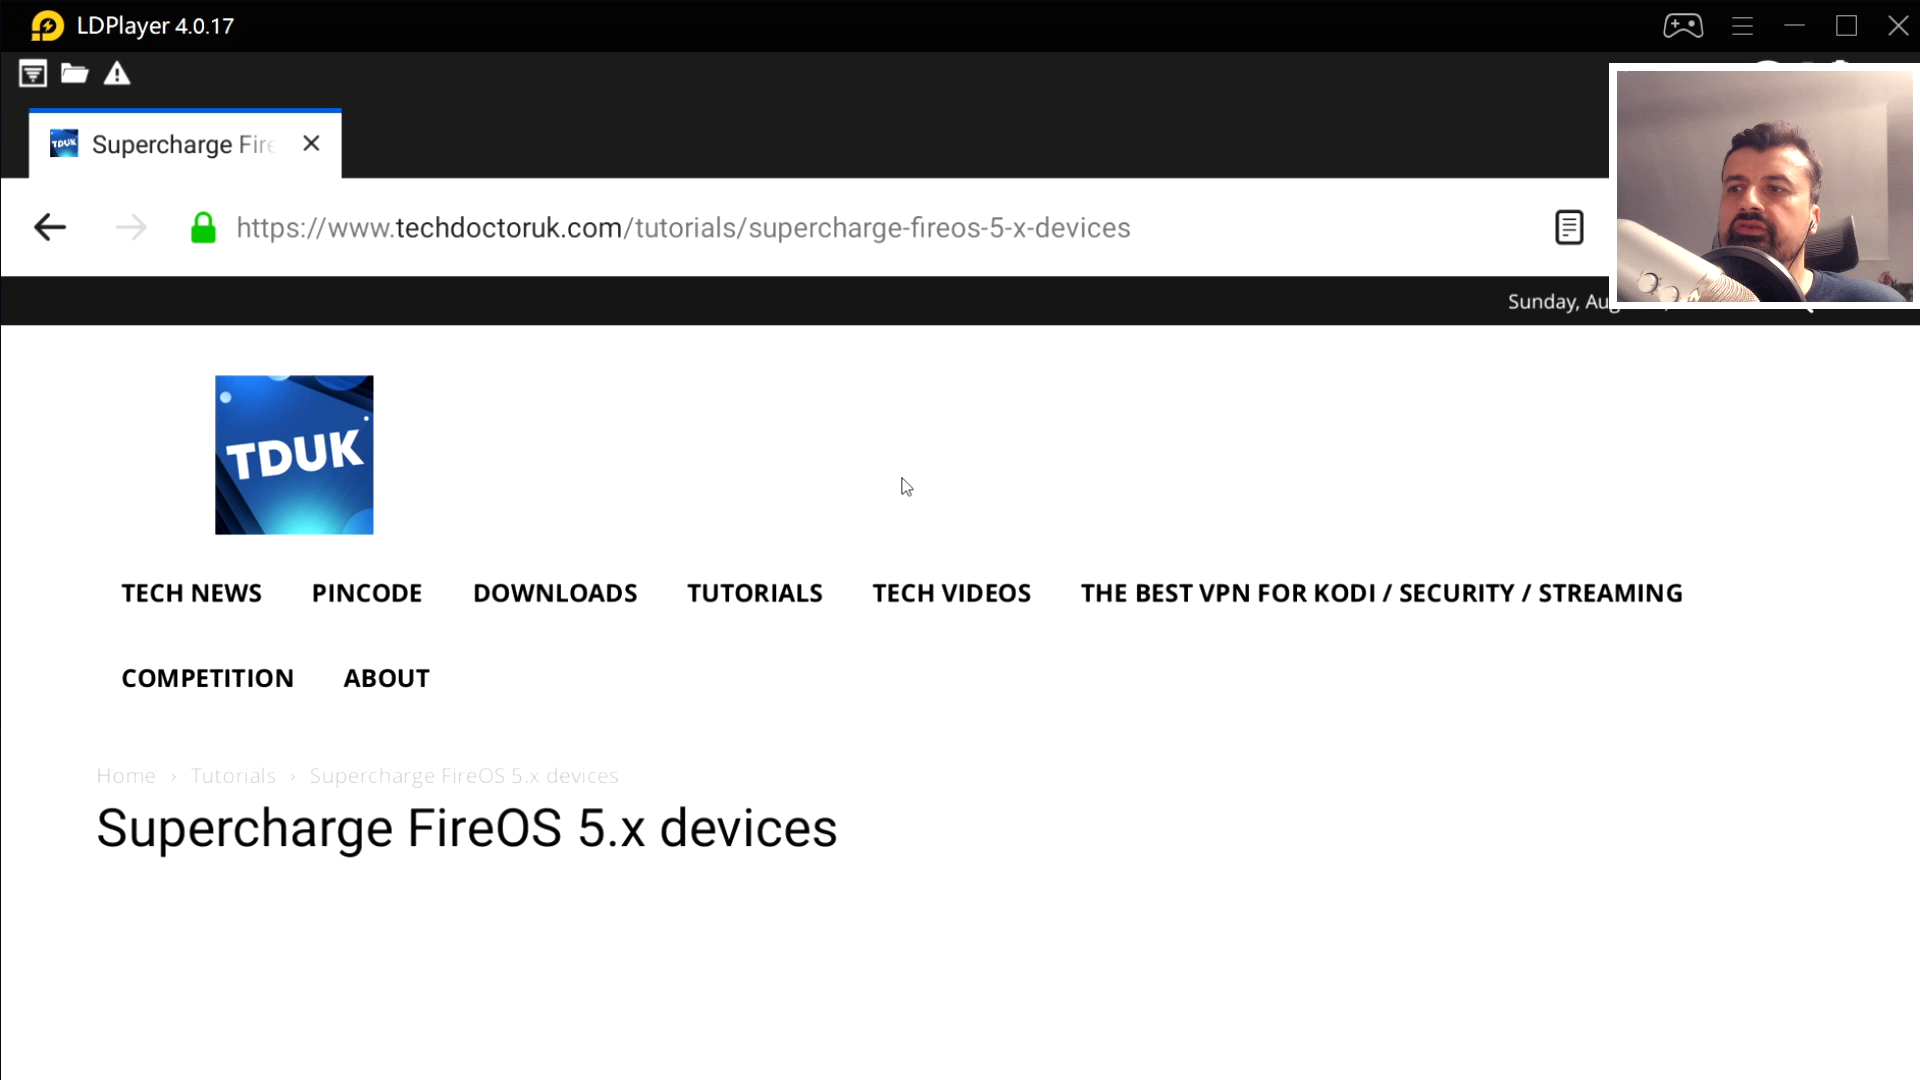 LDPlayer 4.0.17
TDUK Supercharge Fire
https://www.techdoctoruk.com/tutorials/supercharge-fireos-5-x-devices
Sunday,
TDUK
TECH NEWS PINCODE DOWNLOADS TUTORIALS TECH VIDEOS THE BEST VPN FOR KODI / SECURITY / STREAMING
COMPETITION ABOUT
Home › Tutorials › Supercharge FireOS 5.x devices
Supercharge FireOS 5.x devices